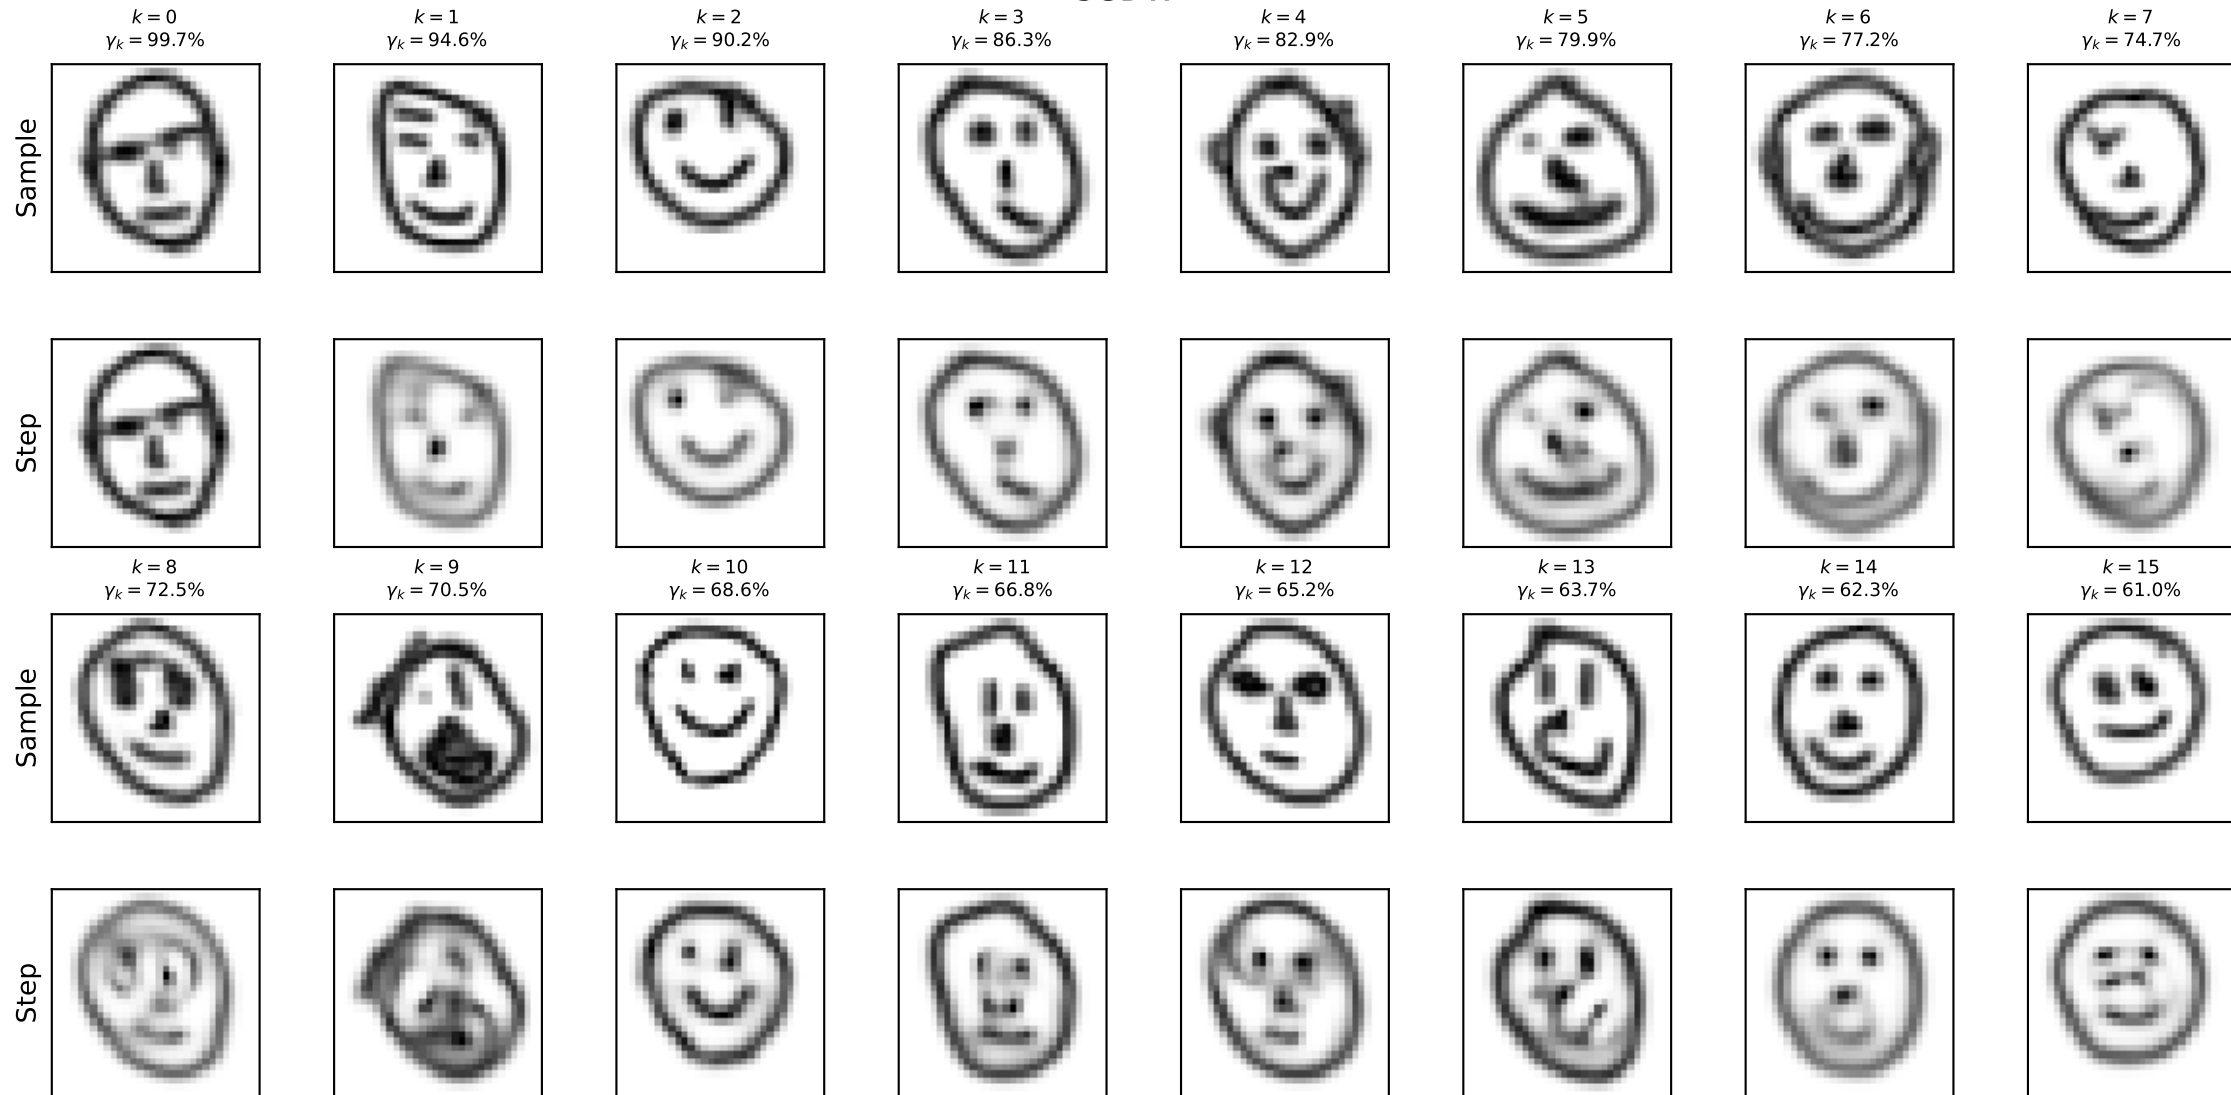 k = 0 k = 1 k = 2 k = 3 k = 4 k = 5 k = 6 k = 7
γₖ = 99.7% γₖ = 94.6% γₖ = 90.2% γₖ = 86.3% γₖ = 82.9% γₖ = 79.9% γₖ = 77.2% γₖ = 74.7%
Sample
Step
k = 8 k = 9 k = 10 k = 11 k = 12 k = 13 k = 14 k = 15
γₖ = 72.5% γₖ = 70.5% γₖ = 68.6% γₖ = 66.8% γₖ = 65.2% γₖ = 63.7% γₖ = 62.3% γₖ = 61.0%
Sample
Step